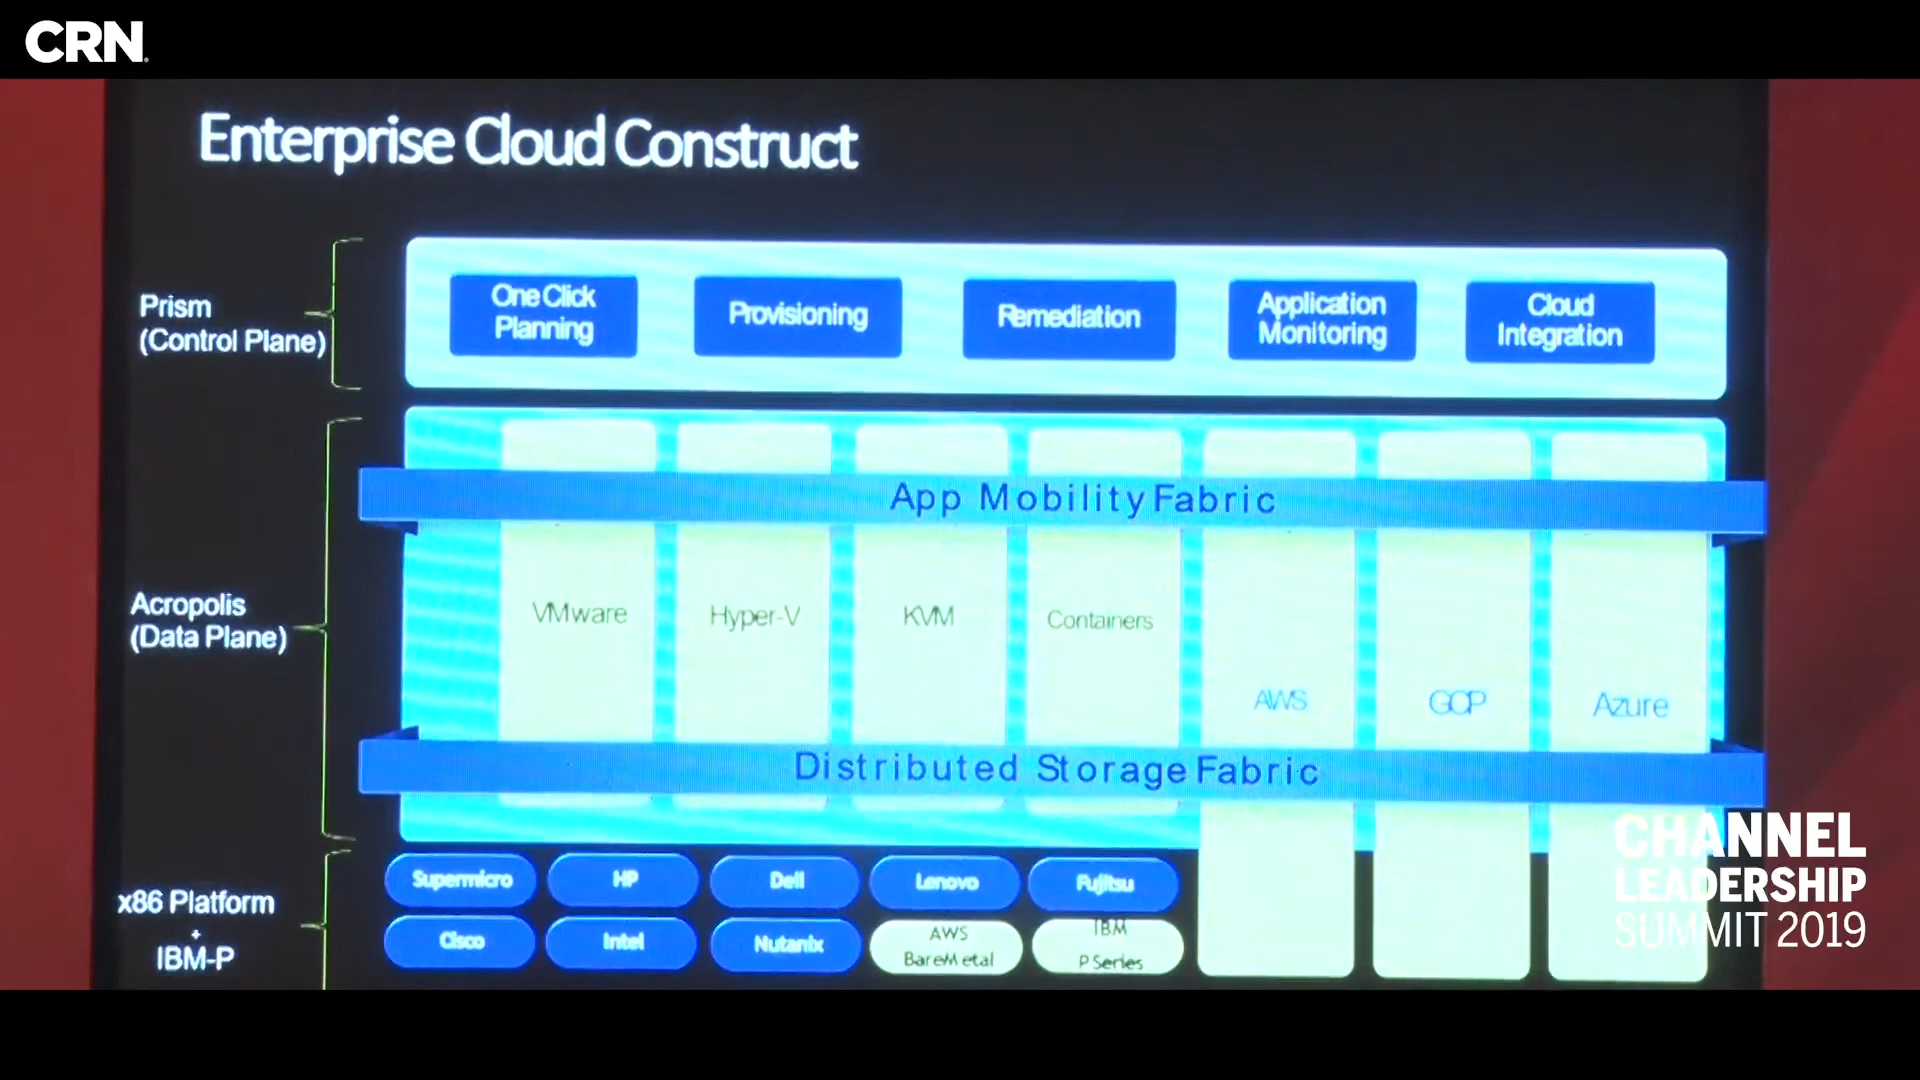 CRN
Enterprise Cloud Construct
Prism
(Control Plane)
One Click
Planning
Provisioning
Remediation
Application
Monitoring
Cloud
Integration
App Mobility Fabric
Acropolis
(Data Plane)
VMware
Hyper-V
KVM
Containers
AWS
GCP
Azure
Distributed Storage Fabric
x86 Platform
+
IBM-P
Supermicro
HP
Dell
Lenovo
Fujitsu
Cisco
Intel
Nutanix
AWS
BareMetal
IBM
P Series
CHANNEL
LEADERSHIP
SUMMIT 2019